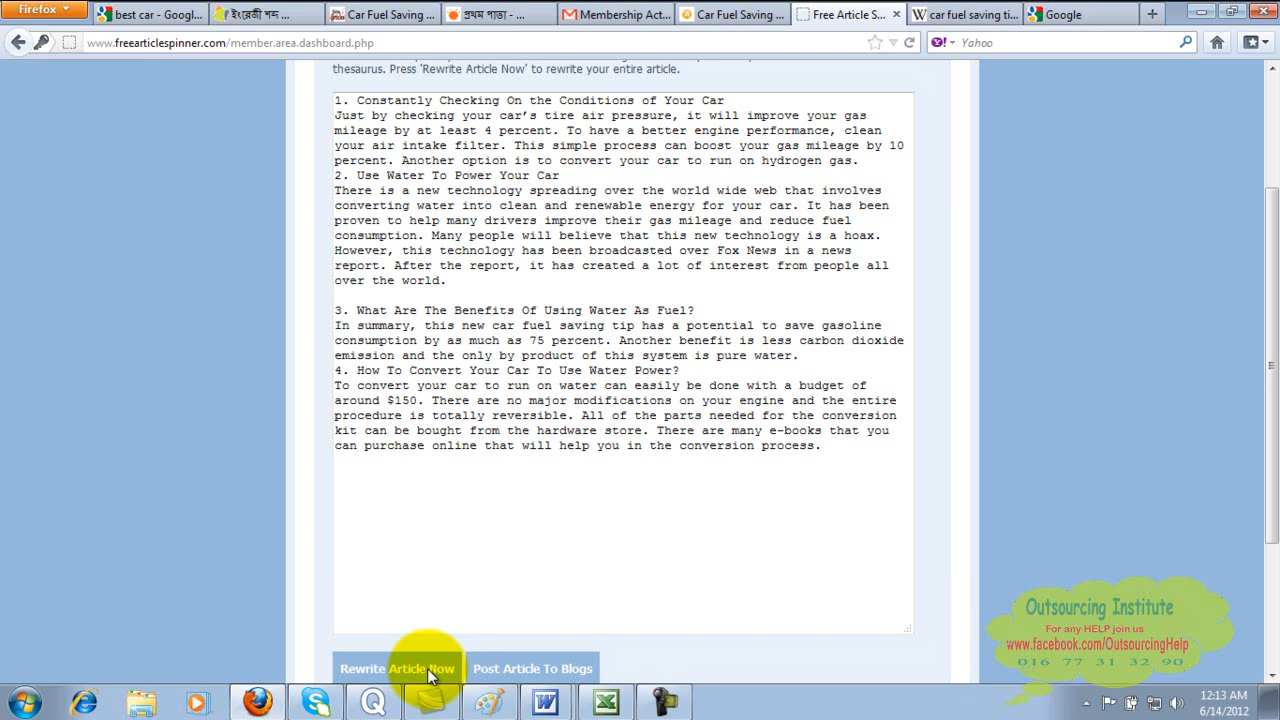 Firefox
best car - Googl...
ইংরেজী শব্দ ...
Car Fuel Saving ...
প্রথম পাতা - ...
Membership Act...
Car Fuel Saving ...
Free Article S...
car fuel saving ti...
Google
www.freearticlespinner.com/member.area.dashboard.php
Yahoo
thesaurus. Press 'Rewrite Article Now' to rewrite your entire article.
1. Constantly Checking On the Conditions of Your Car
Just by checking your car's tire air pressure, it will improve your gas
mileage by at least 4 percent. To have a better engine performance, clean
your air intake filter. This simple process can boost your gas mileage by 10
percent. Another option is to convert your car to run on hydrogen gas.
2. Use Water To Power Your Car
There is a new technology spreading over the world wide web that involves
converting water into clean and renewable energy for your car. It has been
proven to help many drivers improve their gas mileage and reduce fuel
consumption. Many people will believe that this new technology is a hoax.
However, this technology has been broadcasted over Fox News in a news
report. After the report, it has created a lot of interest from people all
over the world.
3. What Are The Benefits Of Using Water As Fuel?
In summary, this new car fuel saving tip has a potential to save gasoline
consumption by as much as 75 percent. Another benefit is less carbon dioxide
emission and the only by product of this system is pure water.
4. How To Convert Your Car To Use Water Power?
To convert your car to run on water can easily be done with a budget of
around $150. There are no major modifications on your engine and the entire
procedure is totally reversible. All of the parts needed for the conversion
kit can be bought from the hardware store. There are many e-books that you
can purchase online that will help you in the conversion process.
Rewrite Article Now
Post Article To Blogs
Outsourcing Institute
For any HELP join us
www.facebook.com/OutsourcingHelp
016 77 31 32 90
12:13 AM
6/14/2012